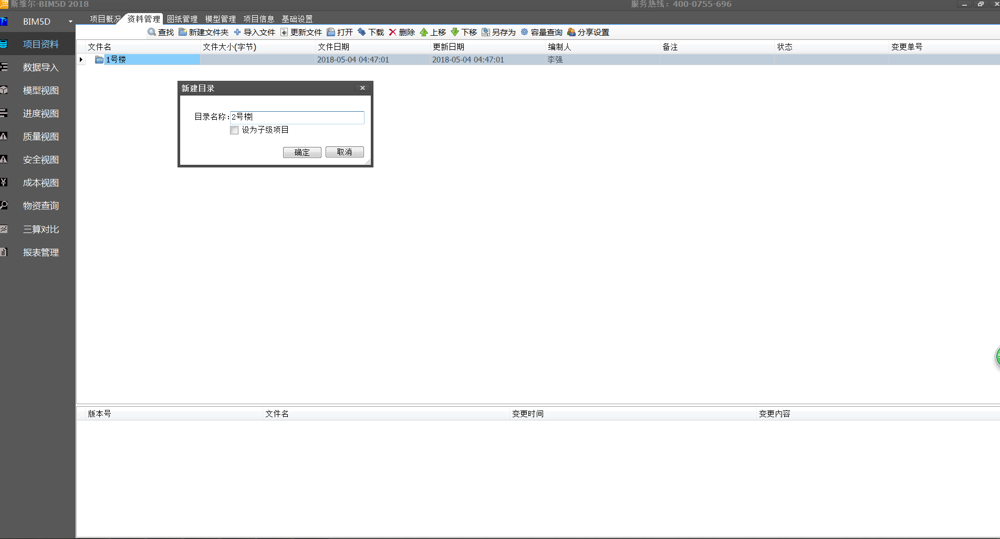 斯维尔-BIM5D 2018 服务热线：400-0755-696
BIM5D
项目概况 资料管理 图纸管理 模型管理 项目信息 基础设置
查找 新建文件夹 导入文件 更新文件 打开 下载 删除 上移 下移 另存为 容量查询 分享设置
项目资料
数据导入
模型视图
进度视图
质量视图
安全视图
成本视图
物资查询
三算对比
报表管理
文件名 文件大小(字节) 文件日期 更新日期 编制人 备注 状态 变更单号
1号楼 2018-05-04 04:47:01 2018-05-04 04:47:01 李强
新建目录
目录名称: 2号楼
设为子级项目
确定 取消
版本号 文件名 变更时间 变更内容